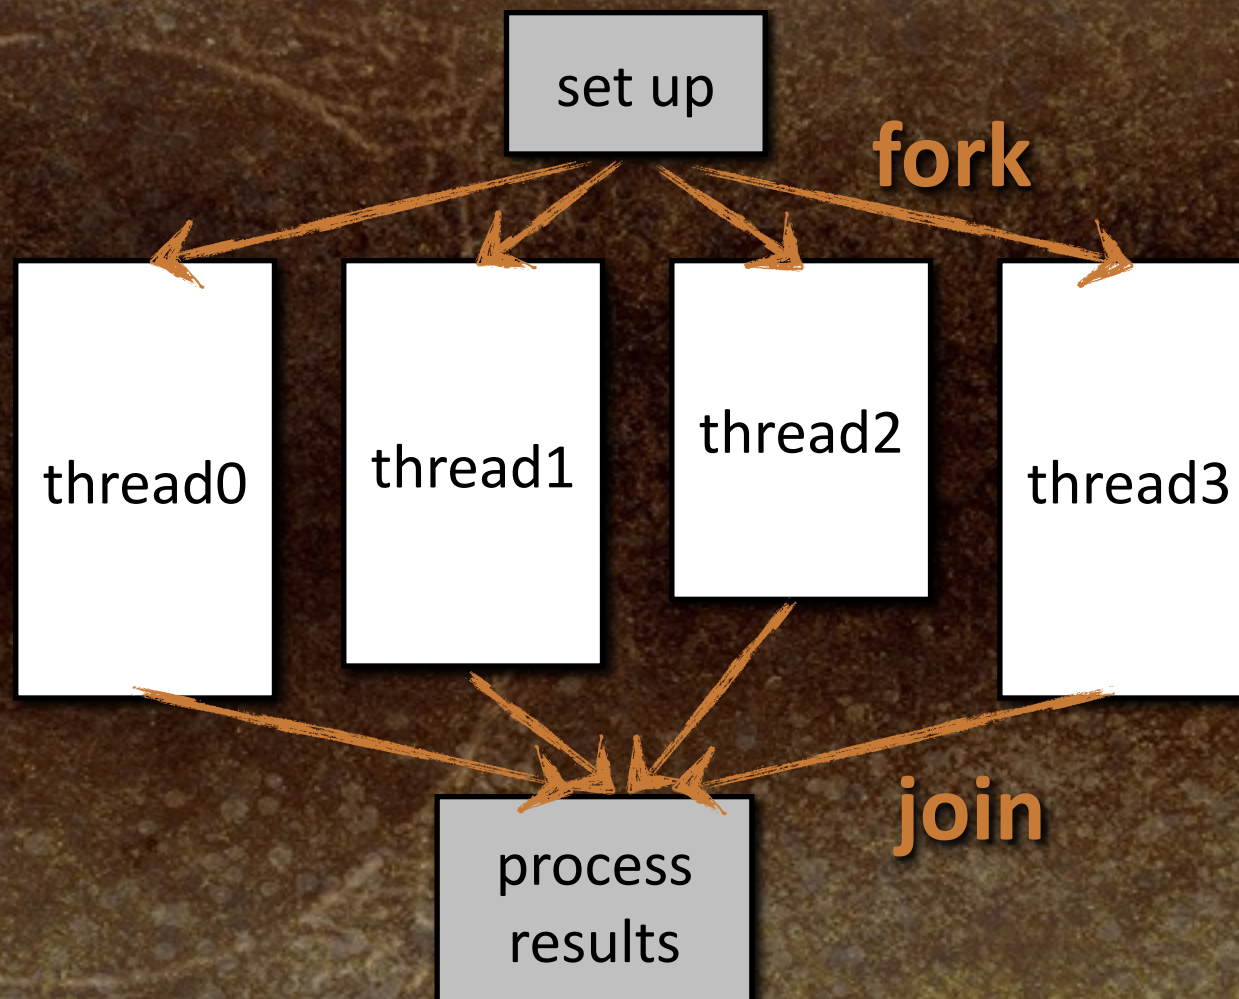 set up
fork
thread0
thread1
thread2
thread3
join
process
results